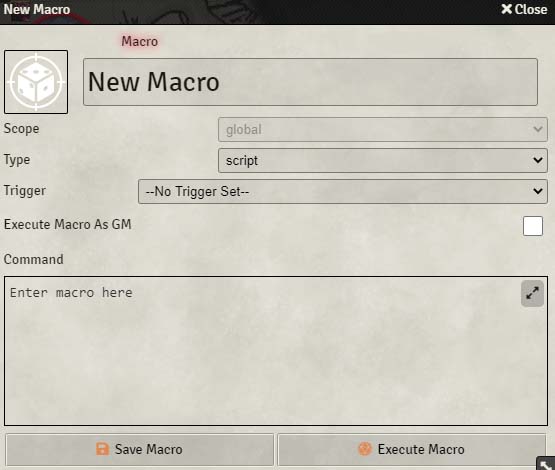 New Macro
Close
Macro
New Macro
Scope global
Type script
Trigger --No Trigger Set--
Execute Macro As GM
Command
Enter macro here
Save Macro Execute Macro